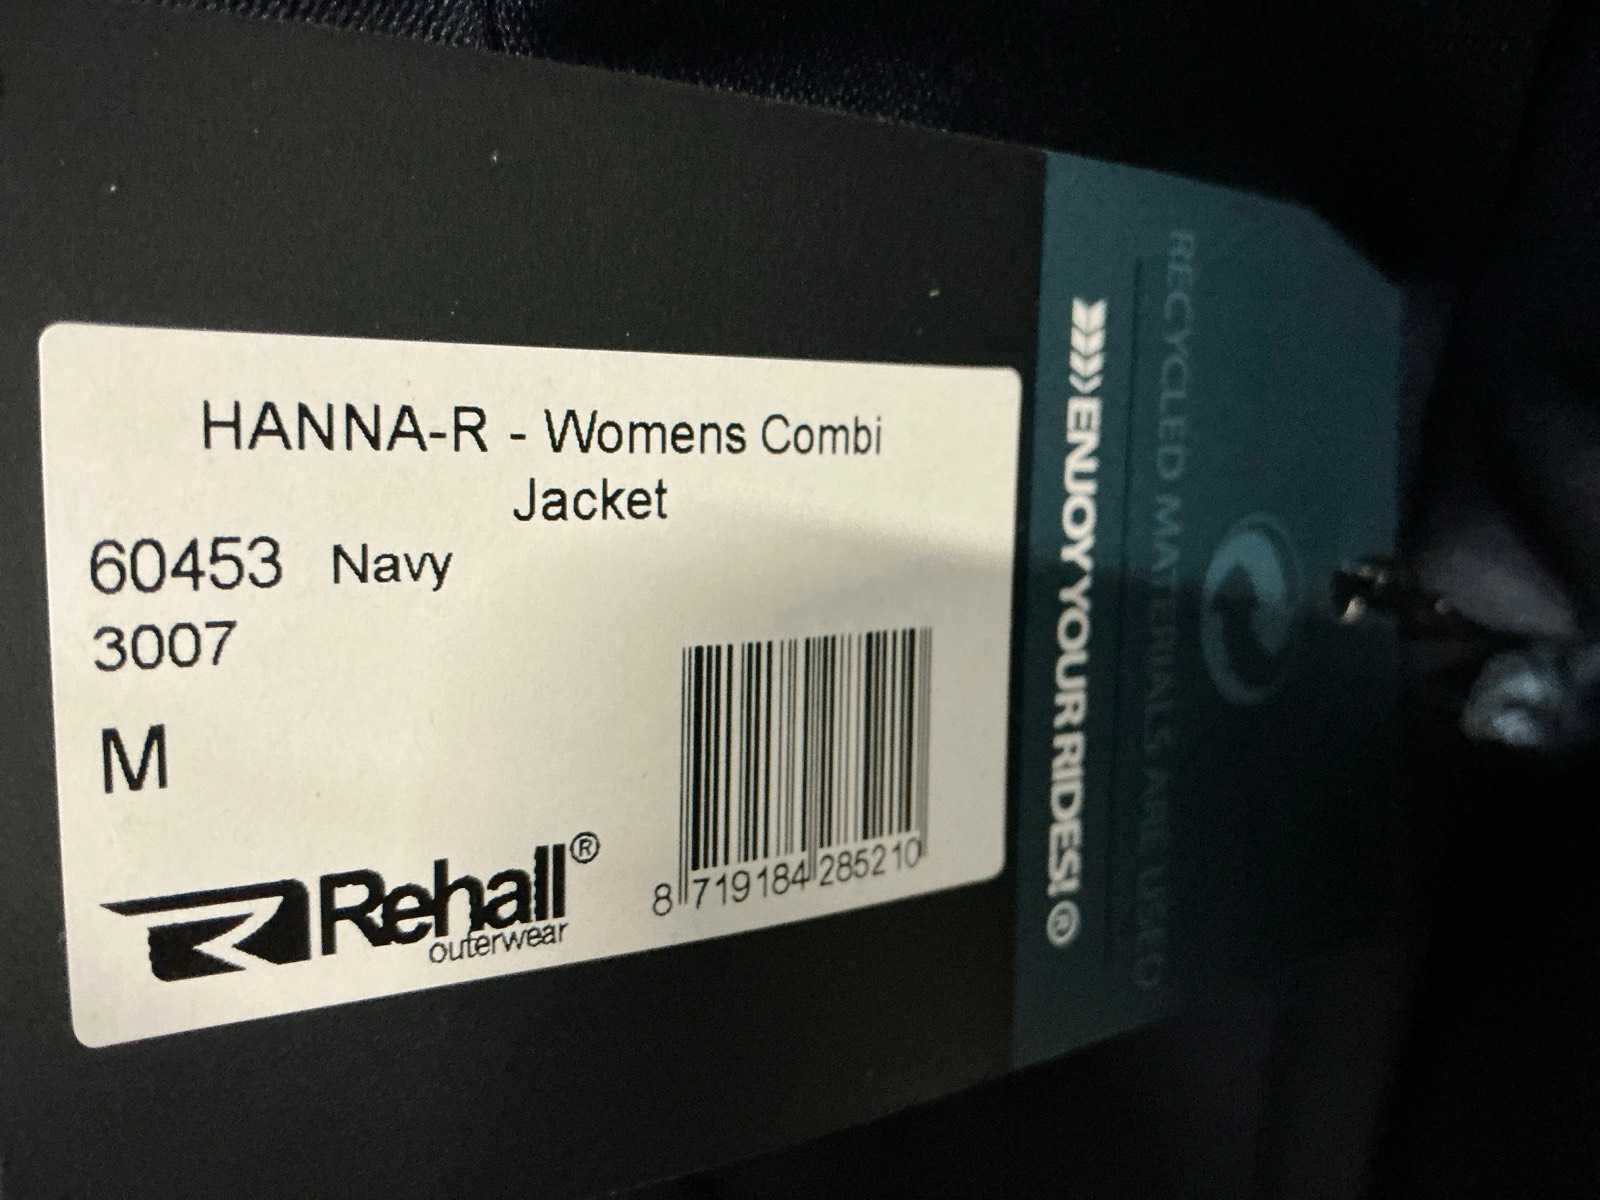 HANNA-R - Womens Combi
Jacket
60453 Navy
3007
M
Rehall®
outerwear
8 719184 285210
ENJOY YOUR RIDES!®
RECYCLED MATERIALS ARE USED